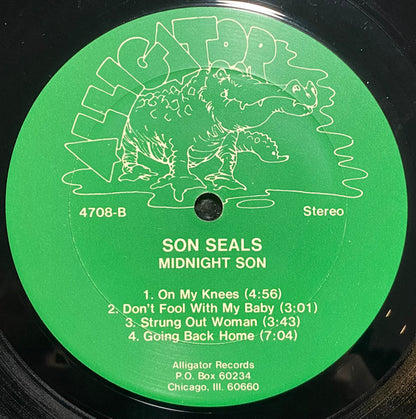 ALLIGATOR
4708-B
Stereo
SON SEALS
MIDNIGHT SON
1. On My Knees (4:56)
2. Don't Fool With My Baby (3:01)
3. Strung Out Woman (3:43)
4. Going Back Home (7:04)
Alligator Records
P.O. Box 60234
Chicago, Ill. 60660